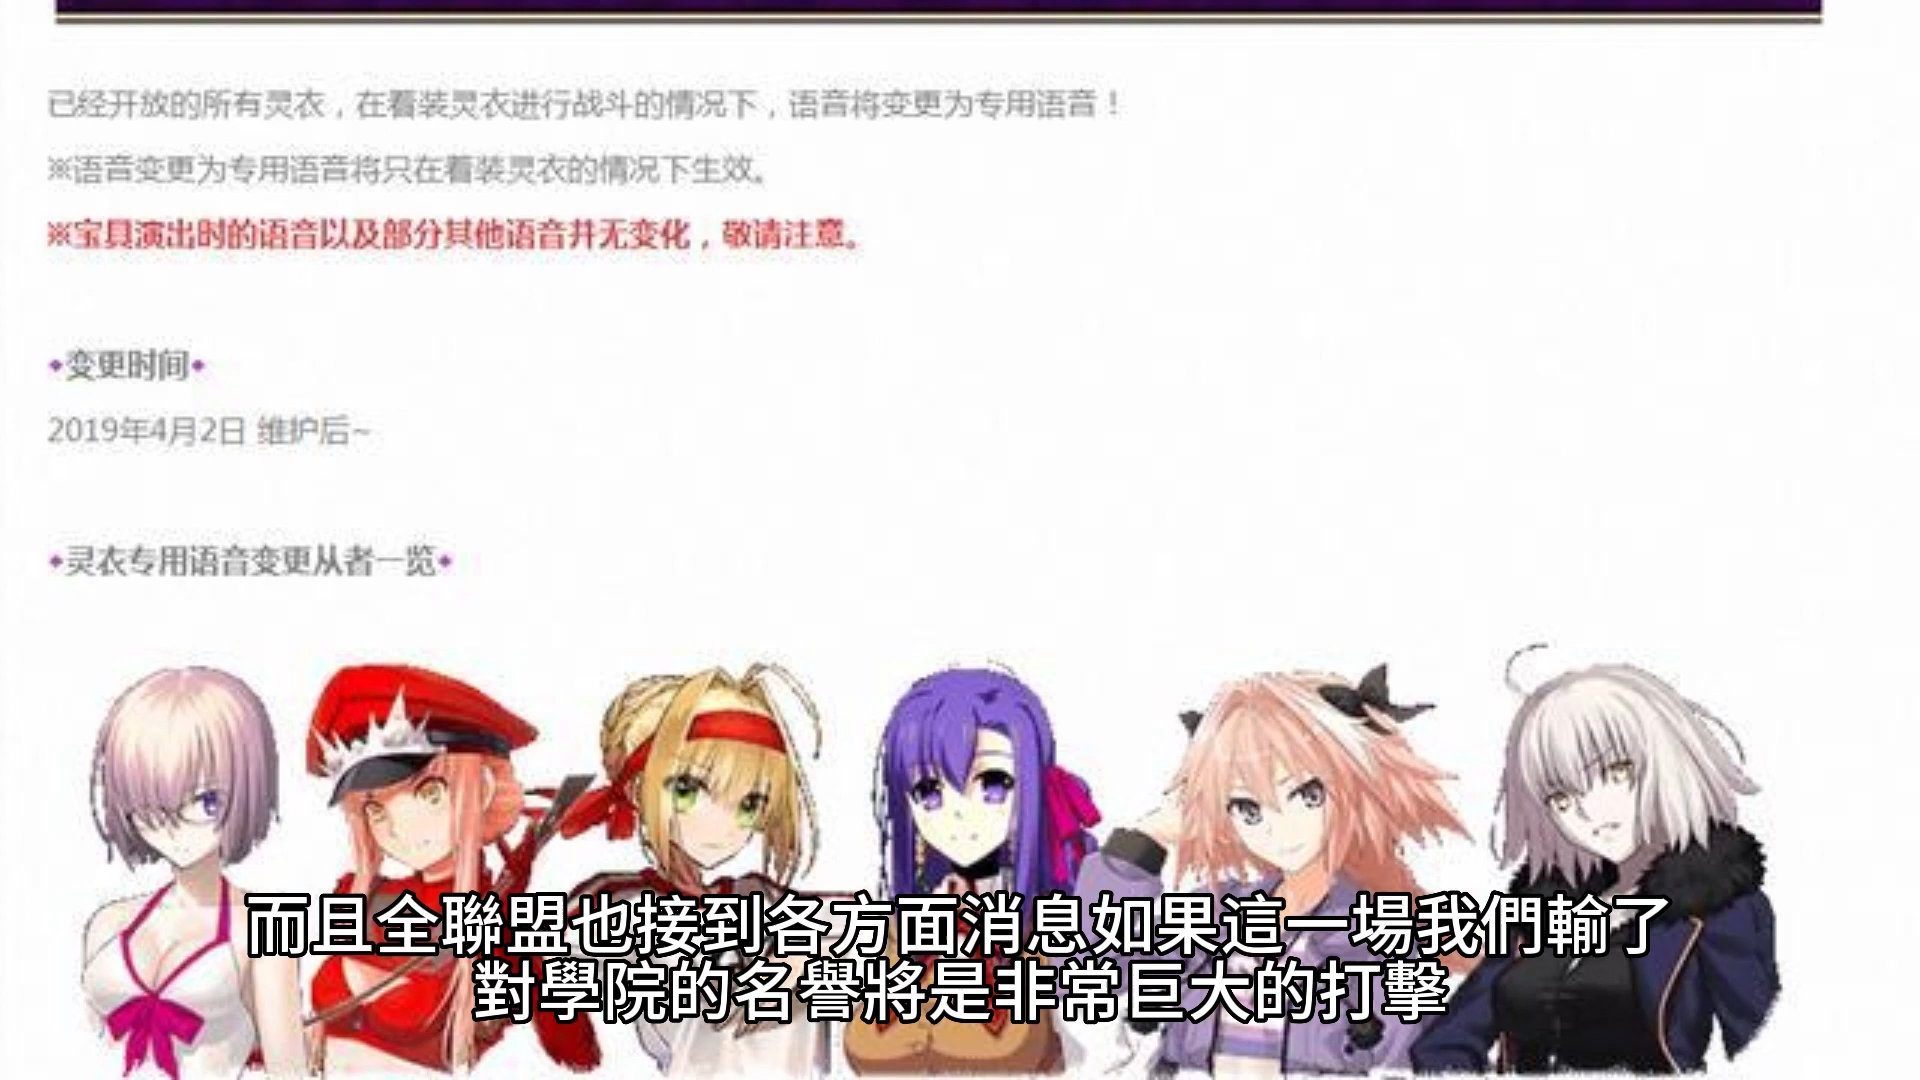 已经开放的所有灵衣，在着装灵衣进行战斗的情况下，语音将变更为专用语音！
※语音变更为专用语音将只在着装灵衣的情况下生效。
※宝具演出时的语音以及部分其他语音并无变化，敬请注意。
◆变更时间◆
2019年4月2日 维护后~
◆灵衣专用语音变更从者一览◆
而且全聯盟也接到各方面消息如果這一場我們輸了
對學院的名譽將是非常巨大的打擊